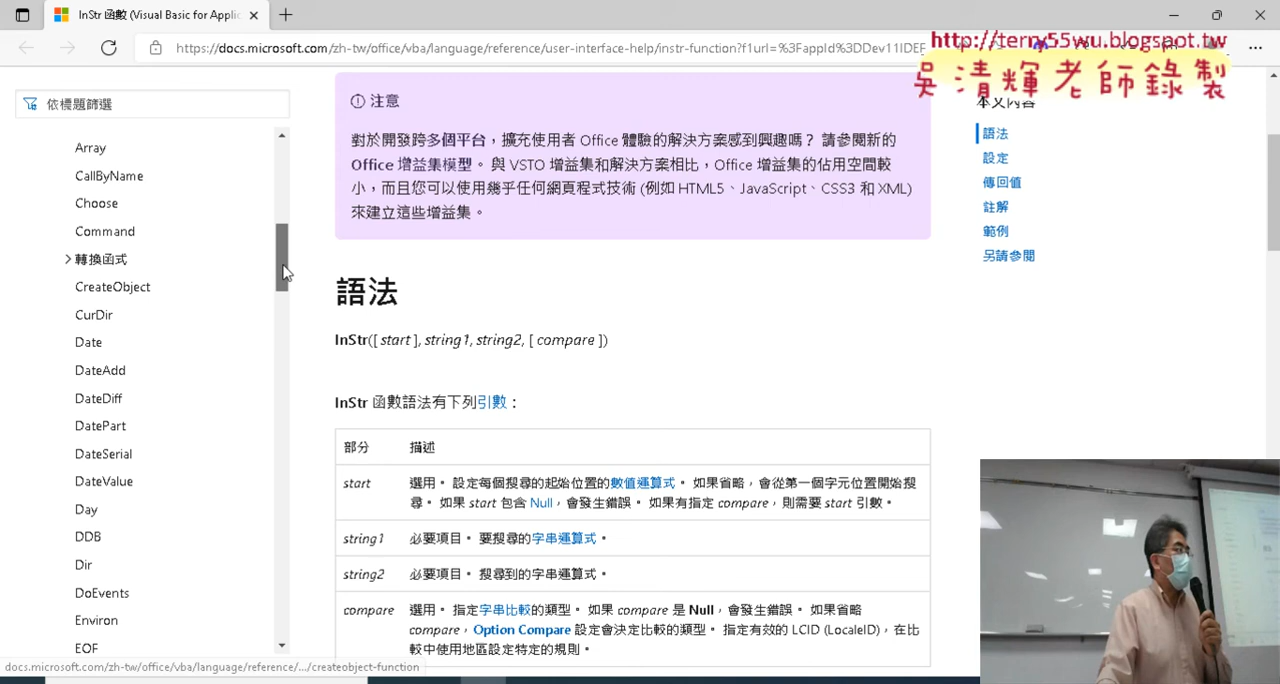 InStr 函數 (Visual Basic for Applic
https://docs.microsoft.com/zh-tw/office/vba/language/reference/user-interface-help/instr-function?f1url=%3FappId%3DDev11IDEF
http://terry55wu.blogspot.tw
吳清輝老師錄製
依標題篩選
Array
CallByName
Choose
Command
轉換函式
CreateObject
CurDir
Date
DateAdd
DateDiff
DatePart
DateSerial
DateValue
Day
DDB
Dir
DoEvents
Environ
EOF
docs.microsoft.com/zh-tw/office/vba/language/reference/.../createobject-function
注意
對於開發跨多個平台，擴充使用者 Office 體驗的解決方案感到興趣嗎？ 請參閱新的
Office 增益集模型。 與 VSTO 增益集和解決方案相比，Office 增益集的佔用空間較
小，而且您可以使用幾乎任何網頁程式技術 (例如 HTML5、JavaScript、CSS3 和 XML)
來建立這些增益集。
語法
InStr([ start ], string1, string2, [ compare ])
InStr 函數語法有下列引數：
部分 描述
start 選用。 設定每個搜尋的起始位置的數值運算式。 如果省略，會從第一個字元位置開始搜
尋。 如果 start 包含 Null，會發生錯誤。 如果有指定 compare，則需要 start 引數。
string1 必要項目。 要搜尋的字串運算式。
string2 必要項目。 搜尋到的字串運算式。
compare 選用。 指定字串比較的類型。 如果 compare 是 Null，會發生錯誤。 如果省略
compare，Option Compare 設定會決定比較的類型。 指定有效的 LCID (LocaleID)，在比
較中使用地區設定特定的規則。
本文內容
語法
設定
傳回值
註解
範例
另請參閱